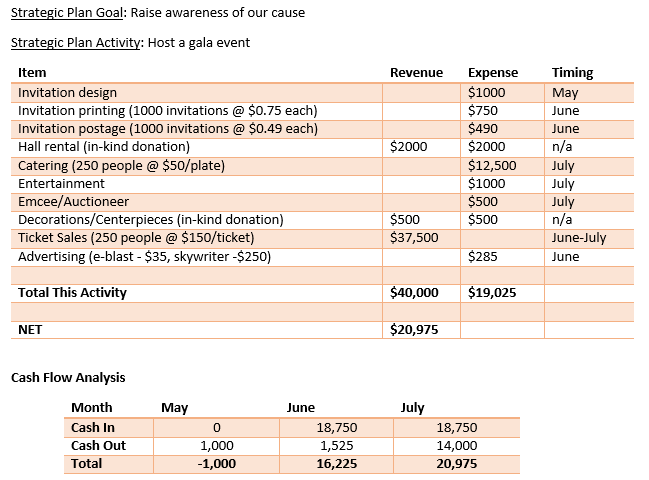 Strategic Plan Goal: Raise awareness of our cause
Strategic Plan Activity: Host a gala event
Item Revenue Expense Timing
Invitation design $1000 May
Invitation printing (1000 invitations @ $0.75 each) $750 June
Invitation postage (1000 invitations @ $0.49 each) $490 June
Hall rental (in-kind donation) $2000 $2000 n/a
Catering (250 people @ $50/plate) $12,500 July
Entertainment $1000 July
Emcee/Auctioneer $500 July
Decorations/Centerpieces (in-kind donation) $500 $500 n/a
Ticket Sales (250 people @ $150/ticket) $37,500 June-July
Advertising (e-blast - $35, skywriter -$250) $285 June
Total This Activity $40,000 $19,025
NET $20,975
Cash Flow Analysis
Month May June July
Cash In 0 18,750 18,750
Cash Out 1,000 1,525 14,000
Total -1,000 16,225 20,975